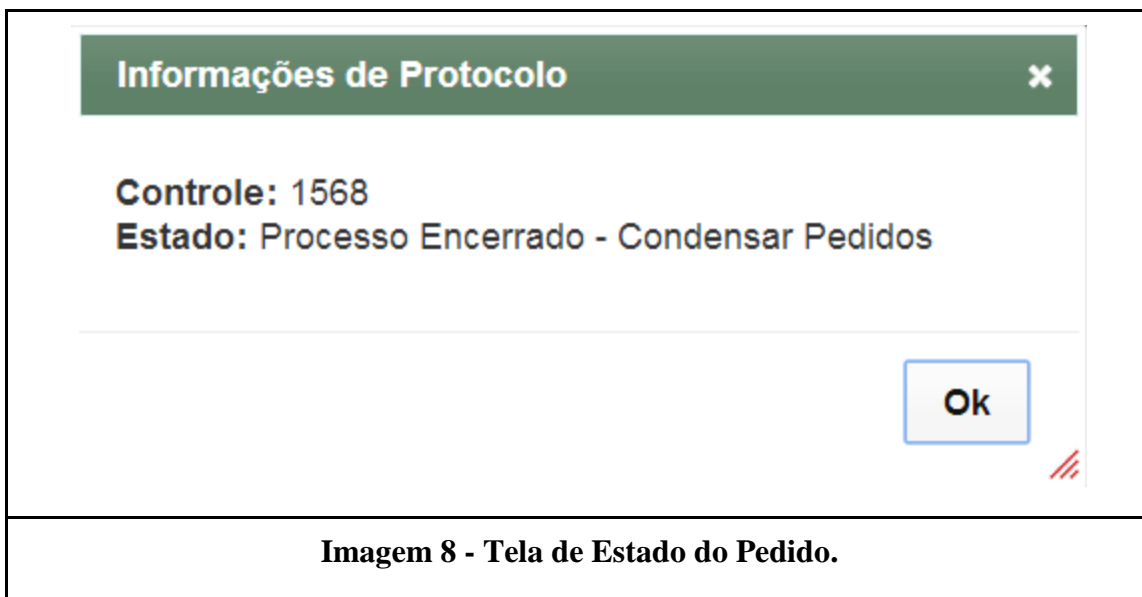 Informações de Protocolo
Controle: 1568
Estado: Processo Encerrado - Condensar Pedidos
Ok
Imagem 8 - Tela de Estado do Pedido.